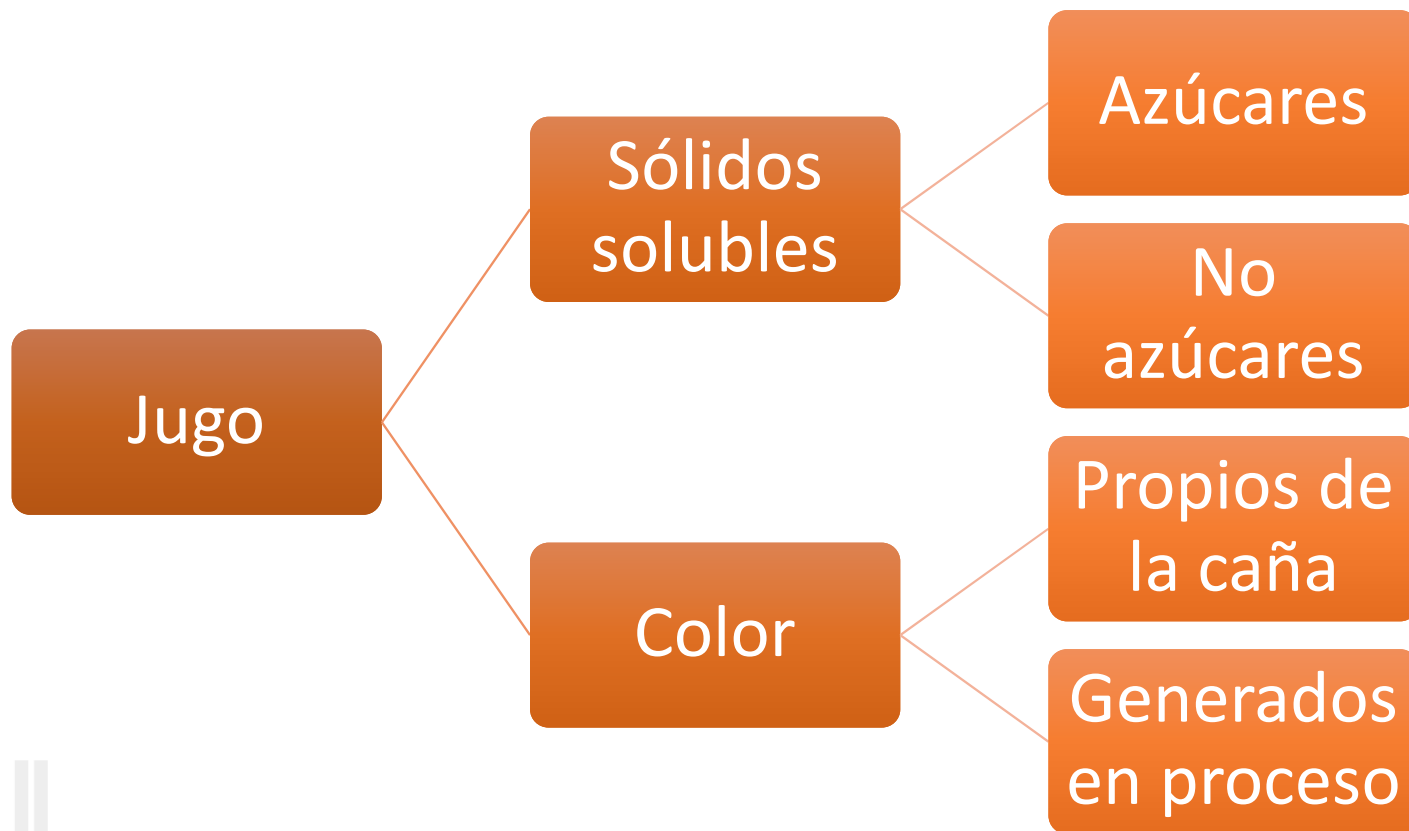 Jugo
Sólidos
solubles
Azúcares
No
azúcares
Color
Propios de
la caña
Generados
en proceso